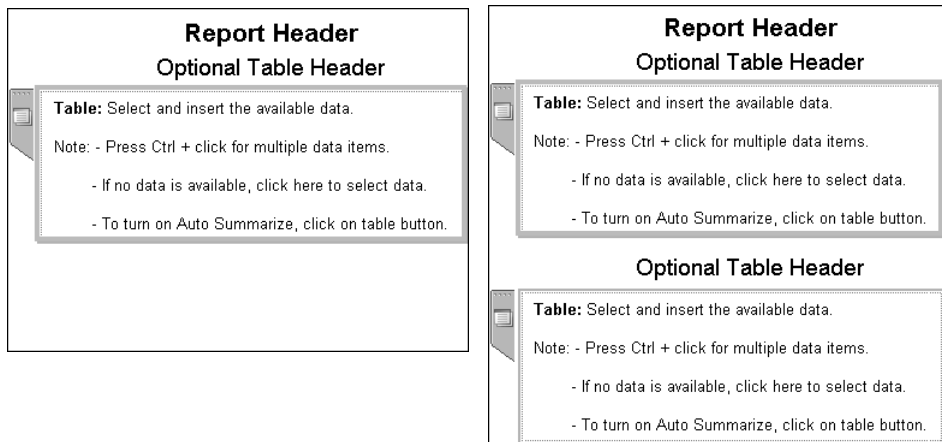 Report Header
Optional Table Header
Table: Select and insert the available data.
Note: - Press Ctrl + click for multiple data items.
- If no data is available, click here to select data.
- To turn on Auto Summarize, click on table button.
Report Header
Optional Table Header
Table: Select and insert the available data.
Note: - Press Ctrl + click for multiple data items.
- If no data is available, click here to select data.
- To turn on Auto Summarize, click on table button.
Optional Table Header
Table: Select and insert the available data.
Note: - Press Ctrl + click for multiple data items.
- If no data is available, click here to select data.
- To turn on Auto Summarize, click on table button.